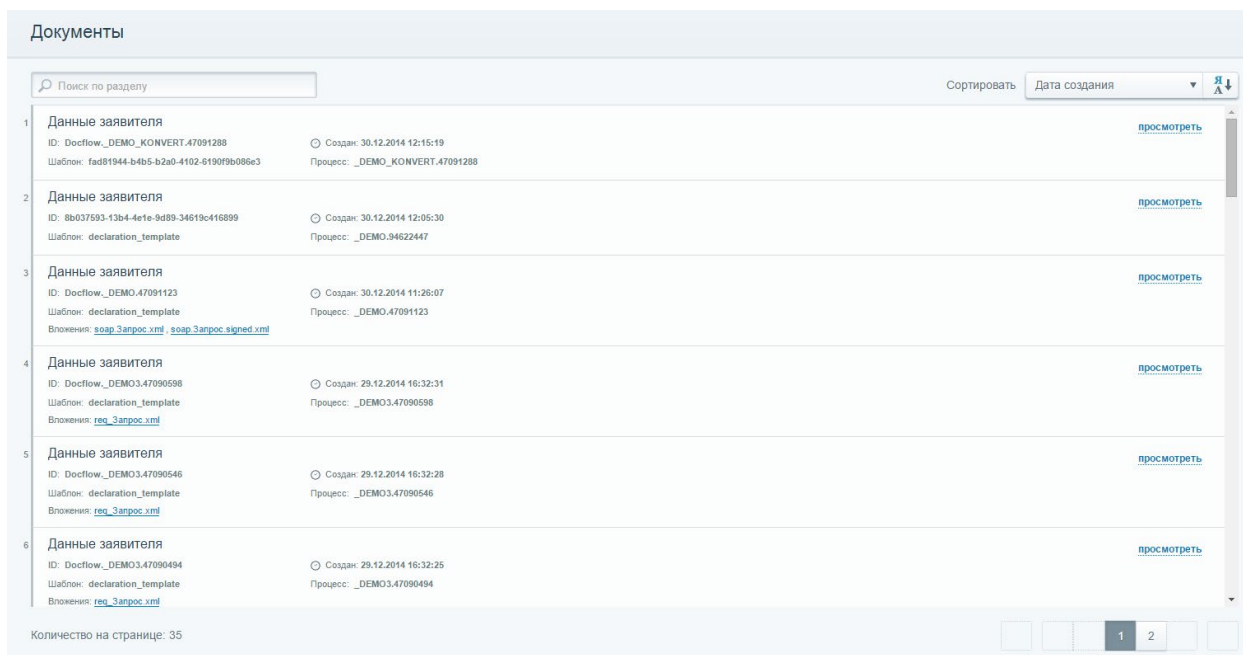 Документы
Поиск по разделу
Сортировать Дата создания Я А
1 Данные заявителя просмотреть
ID: Docflow._DEMO_KONVERT.47091288 Создан: 30.12.2014 12:15:19
Шаблон: fad81944-b4b5-b2a0-4102-6190f9b086e3 Процесс: _DEMO_KONVERT.47091288
2 Данные заявителя просмотреть
ID: 8b037593-13b4-4e1e-9d89-34619c416899 Создан: 30.12.2014 12:05:30
Шаблон: declaration_template Процесс: _DEMO.94622447
3 Данные заявителя просмотреть
ID: Docflow._DEMO.47091123 Создан: 30.12.2014 11:26:07
Шаблон: declaration_template Процесс: _DEMO.47091123
Вложения: soap.Запрос.xml , soap.Запрос.signed.xml
4 Данные заявителя просмотреть
ID: Docflow._DEMO3.47090598 Создан: 29.12.2014 16:32:31
Шаблон: declaration_template Процесс: _DEMO3.47090598
Вложения: req_Запрос.xml
5 Данные заявителя просмотреть
ID: Docflow._DEMO3.47090546 Создан: 29.12.2014 16:32:28
Шаблон: declaration_template Процесс: _DEMO3.47090546
Вложения: req_Запрос.xml
6 Данные заявителя просмотреть
ID: Docflow._DEMO3.47090494 Создан: 29.12.2014 16:32:25
Шаблон: declaration_template Процесс: _DEMO3.47090494
Вложения: req_Запрос.xml
Количество на странице: 35 1 2